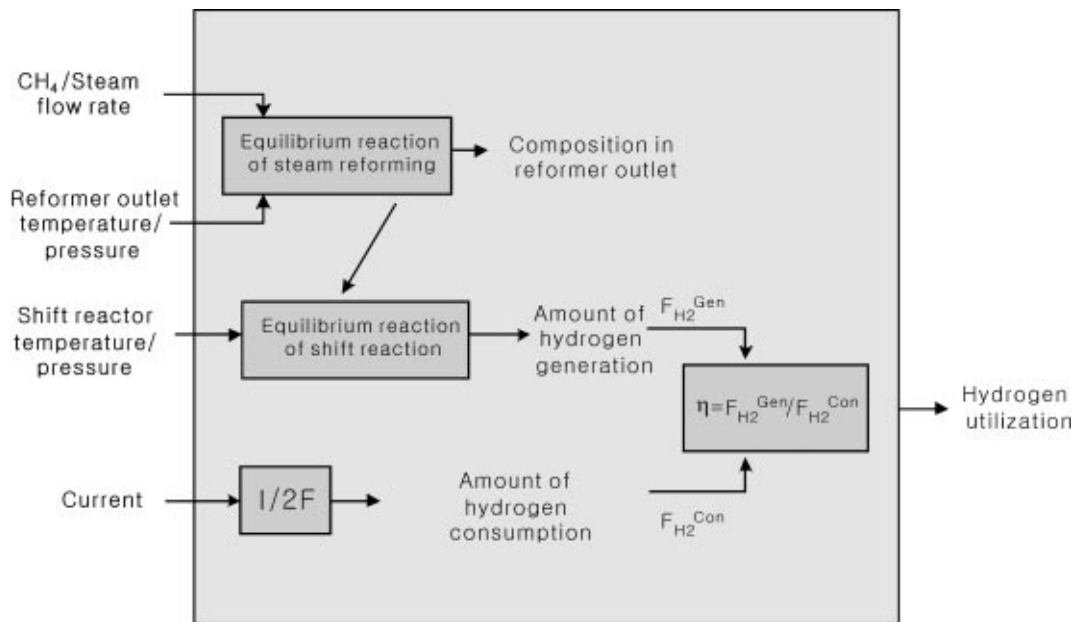 CH4/Steam
flow rate
Equilibrium reaction
of steam reforming
Composition in
reformer outlet
Reformer outlet
temperature/
pressure
Shift reactor
temperature/
pressure
Equilibrium reaction
of shift reaction
Amount of
hydrogen
generation
FH2Gen
η=FH2Gen/FH2Con
Hydrogen
utilization
Current
I/2F
Amount of
hydrogen
consumption
FH2Con